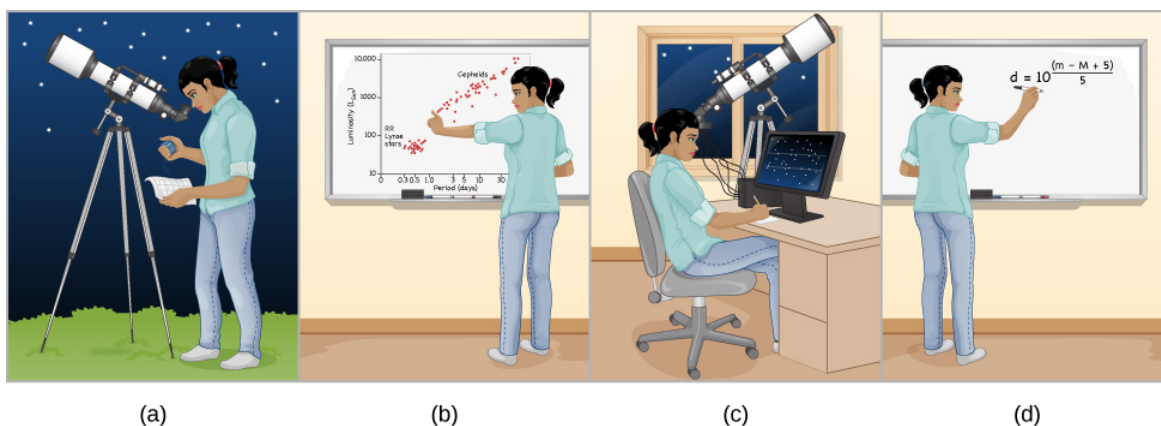 10,000
1000
100
10
Luminosity (LSun)
Cepheids
RR
Lyrae
stars
0 0.3 0.5 1.0 3 5 10 30
Period (days)
d = 10 (m – M + 5)
5
(a) (b) (c) (d)